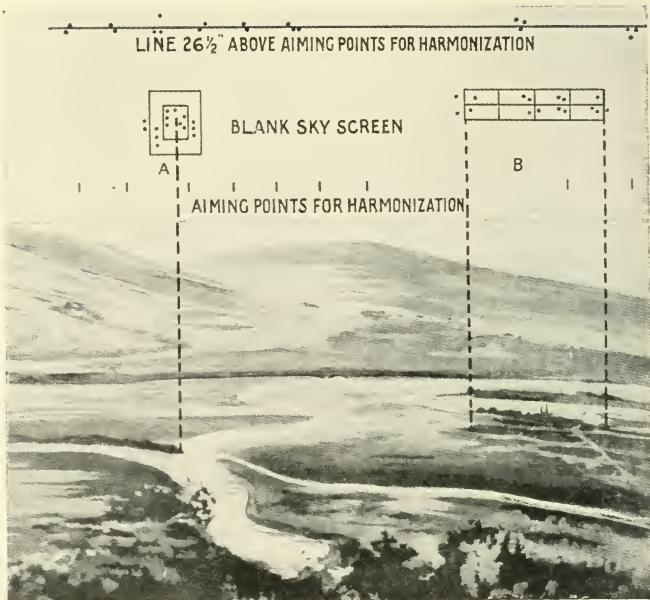 LINE 26½" ABOVE AIMING POINTS FOR HARMONIZATION
BLANK SKY SCREEN
A
B
AIMING POINTS FOR HARMONIZATION